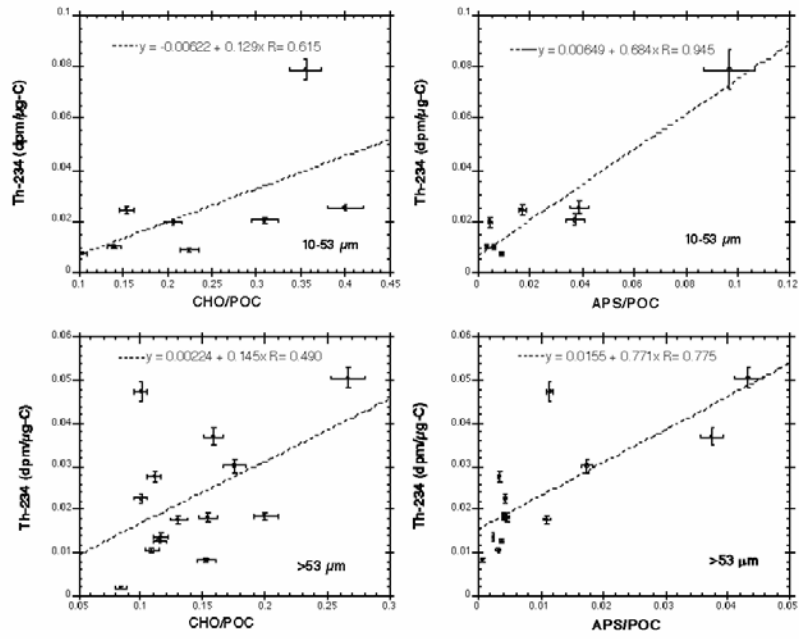 0.1
0.08
0.06
0.04
0.02
0
Th-234 (dpm/µg-C)
y = -0.00622 + 0.129x R= 0.615
10-53 µm
0.1 0.15 0.2 0.25 0.3 0.35 0.4 0.45
CHO/POC
0.1
0.08
0.06
0.04
0.02
0
Th-234 (dpm/µg-C)
y = 0.00649 + 0.684x R= 0.945
10-53 µm
0 0.02 0.04 0.06 0.08 0.1 0.12
APS/POC
0.06
0.05
0.04
0.03
0.02
0.01
0
Th-234 (dpm/µg-C)
y = 0.00224 + 0.145x R= 0.490
>53 µm
0.05 0.1 0.15 0.2 0.25 0.3
CHO/POC
0.06
0.05
0.04
0.03
0.02
0.01
0
Th-234 (dpm/µg-C)
y = 0.0155 + 0.771x R= 0.775
>53 µm
0 0.01 0.02 0.03 0.04 0.05
APS/POC